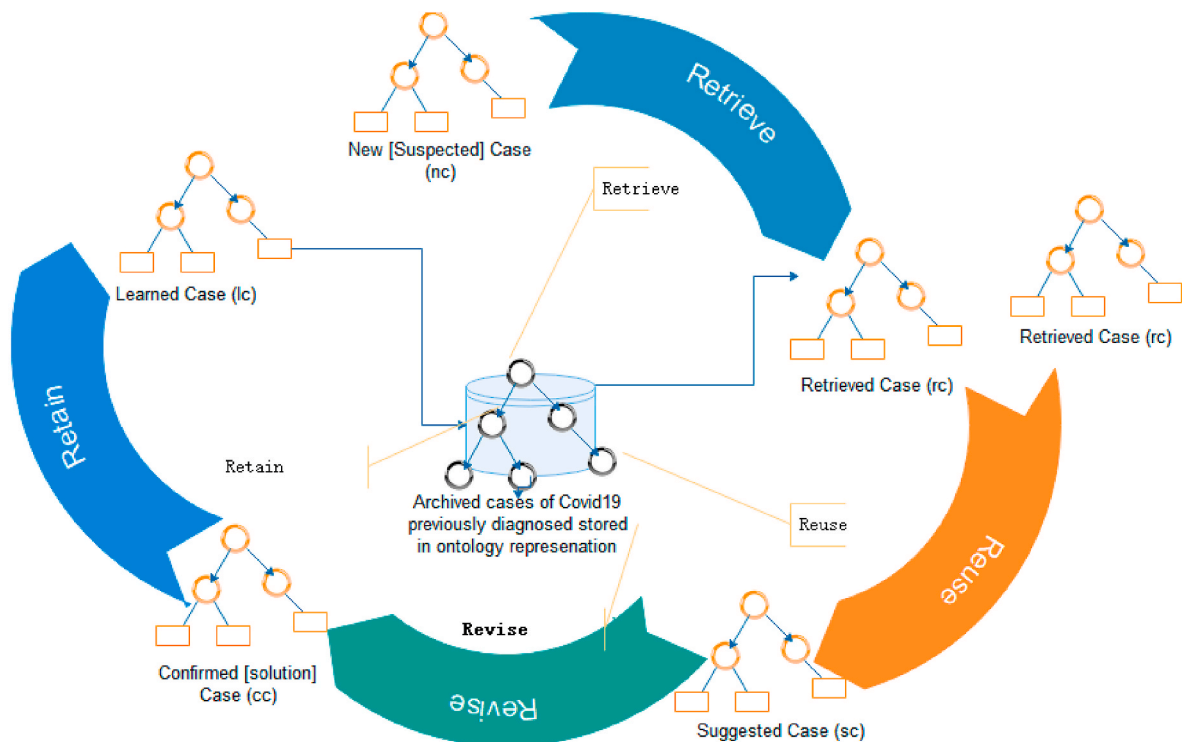 Retrieve
New [Suspected] Case
(nc)
Retrieve
Learned Case (lc)
Retrieved Case (rc)
Retrieved Case (rc)
Retain
Retain
Archived cases of Covid19
previously diagnosed stored
in ontology represenation
Reuse
Reuse
Revise
Confirmed [solution]
Case (cc)
Revise
Suggested Case (sc)